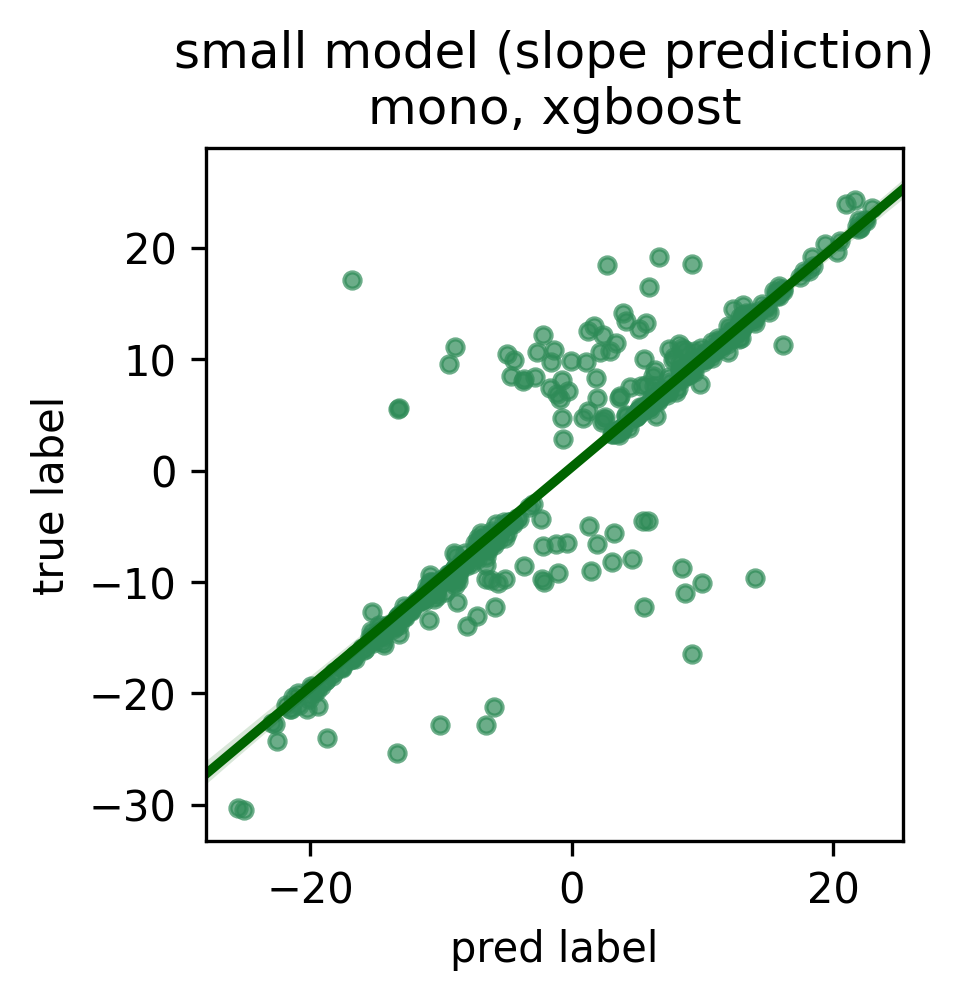 small model (slope prediction)
mono, xgboost
true label
20
10
0
−10
−20
−30
−20
0
20
pred label